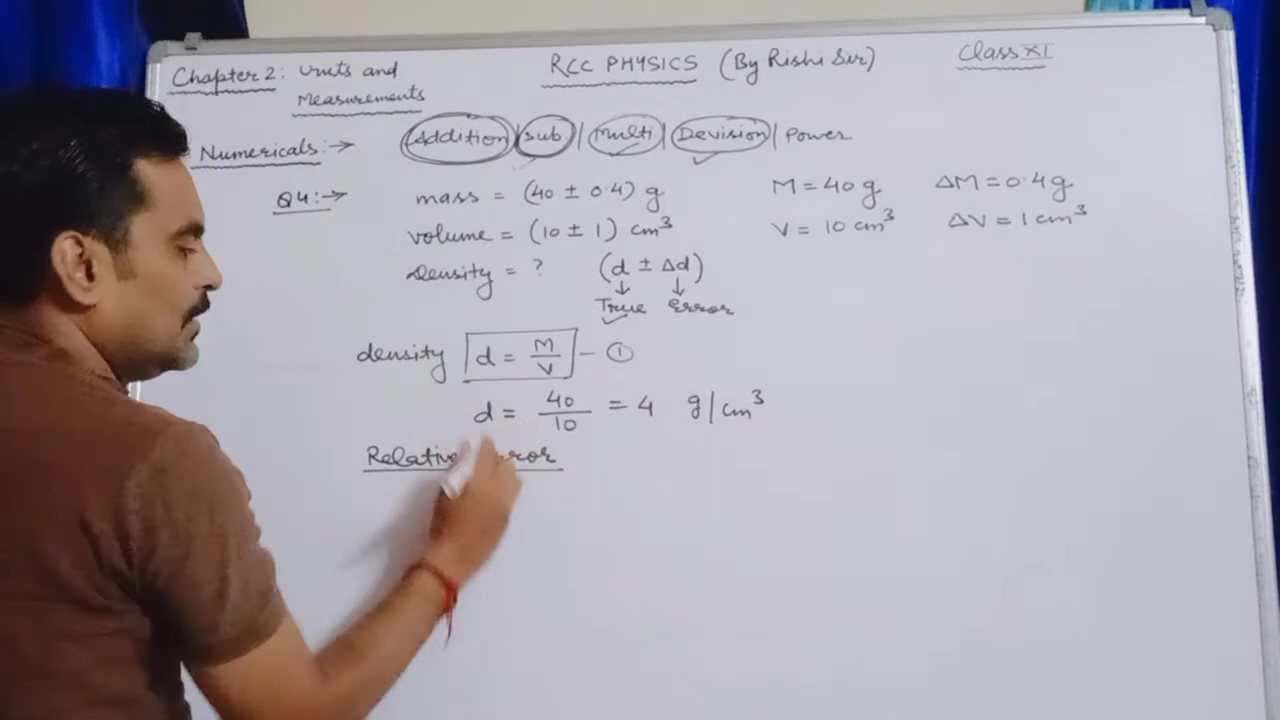 Chapter 2: Units and Measurements
RCC PHYSICS (By Rishi Sir)
Class XI
Numericals:→ Addition / Sub / Multi / Devision / Power
Q4:→ mass = (40 ± 0.4) g M = 40 g ΔM = 0.4 g
volume = (10 ± 1) cm³ V = 10 cm³ ΔV = 1 cm³
Density = ? (d ± Δd)
↓ ↓
True Error
density d = M/V — ①
d = 40/10 = 4 g/cm³
Relative Error